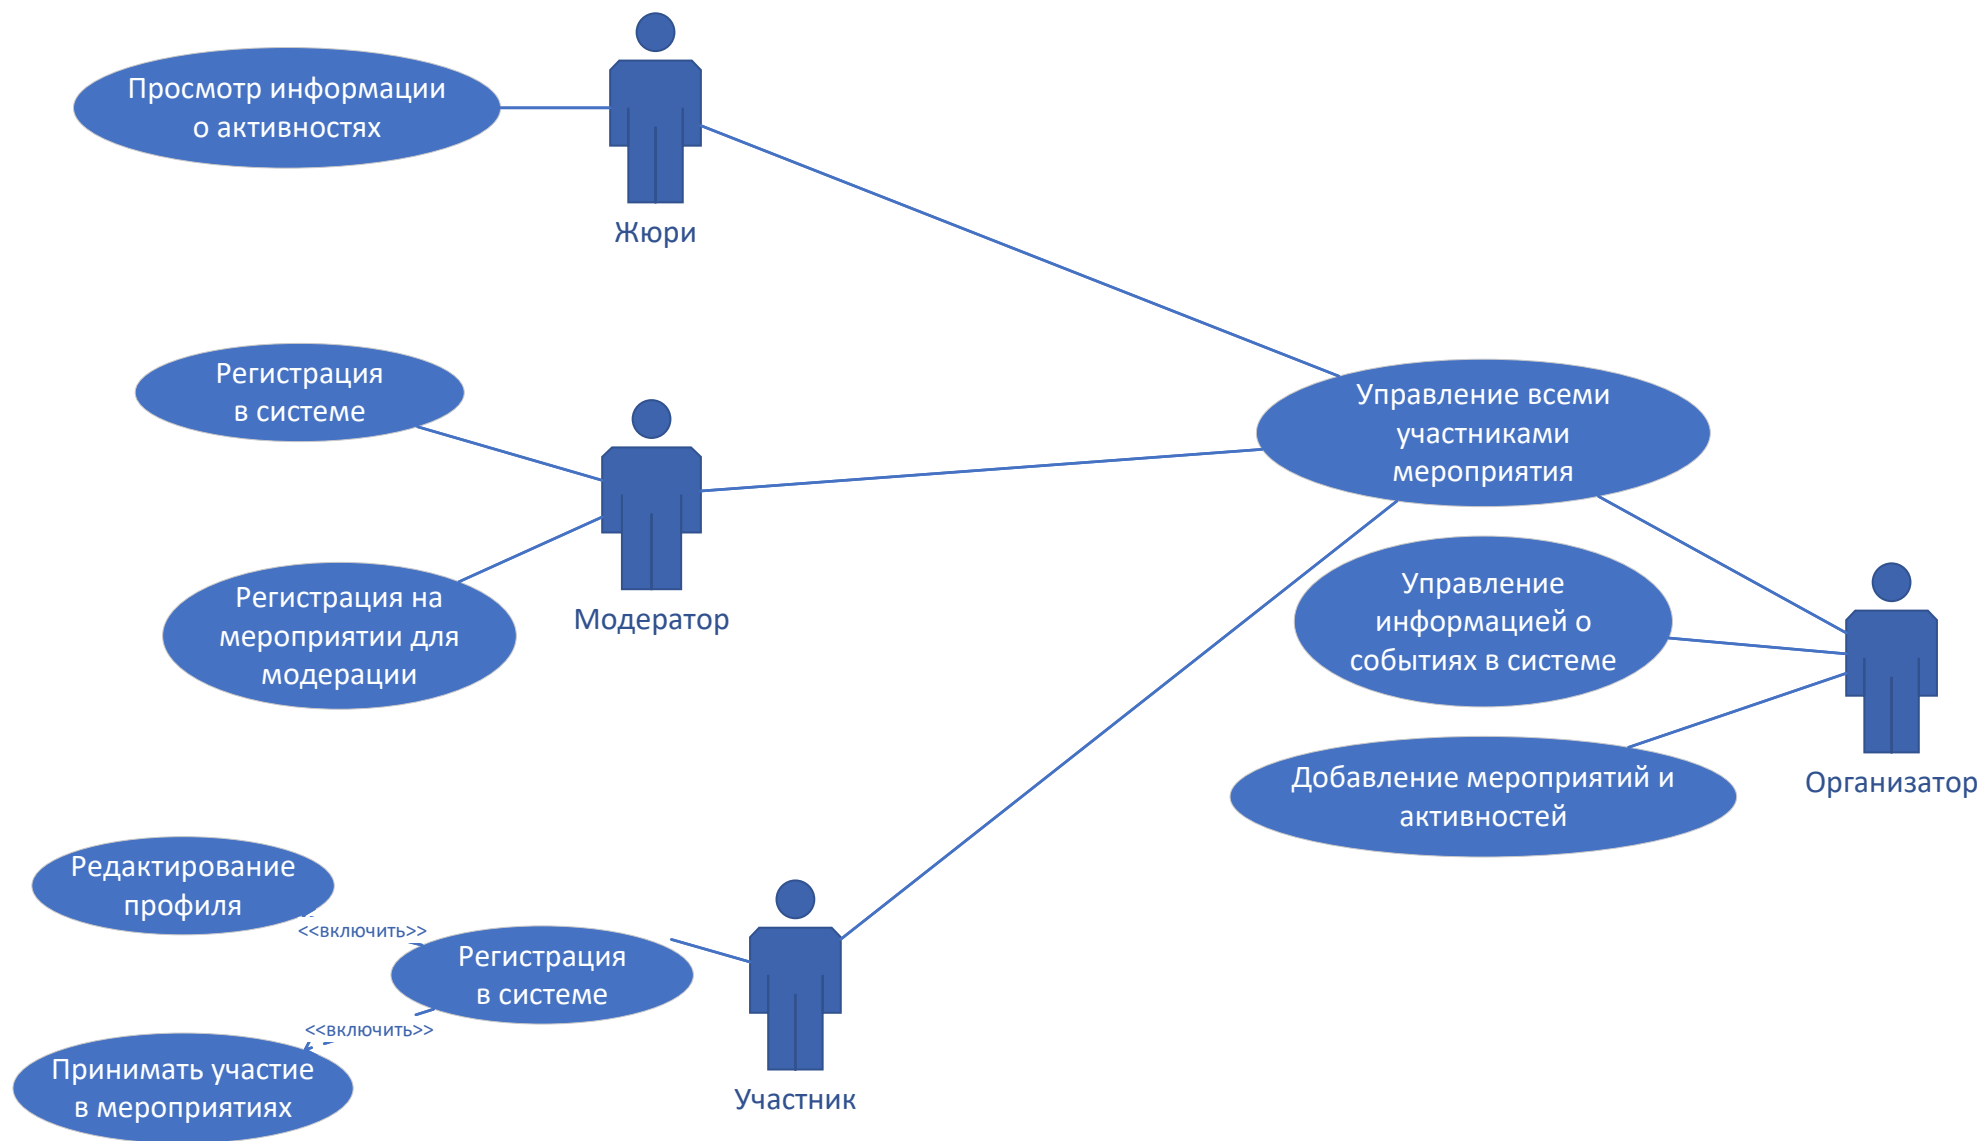 Просмотр информации
о активностях
Жюри
Регистрация
в системе
Управление всеми
участниками
мероприятия
Регистрация на
мероприятии для
модерации
Модератор
Управление
информацией о
событиях в системе
Добавление мероприятий и
активностей
Организатор
Редактирование
профиля
<<включить>>
Регистрация
в системе
<<включить>>
Принимать участие
в мероприятиях
Участник